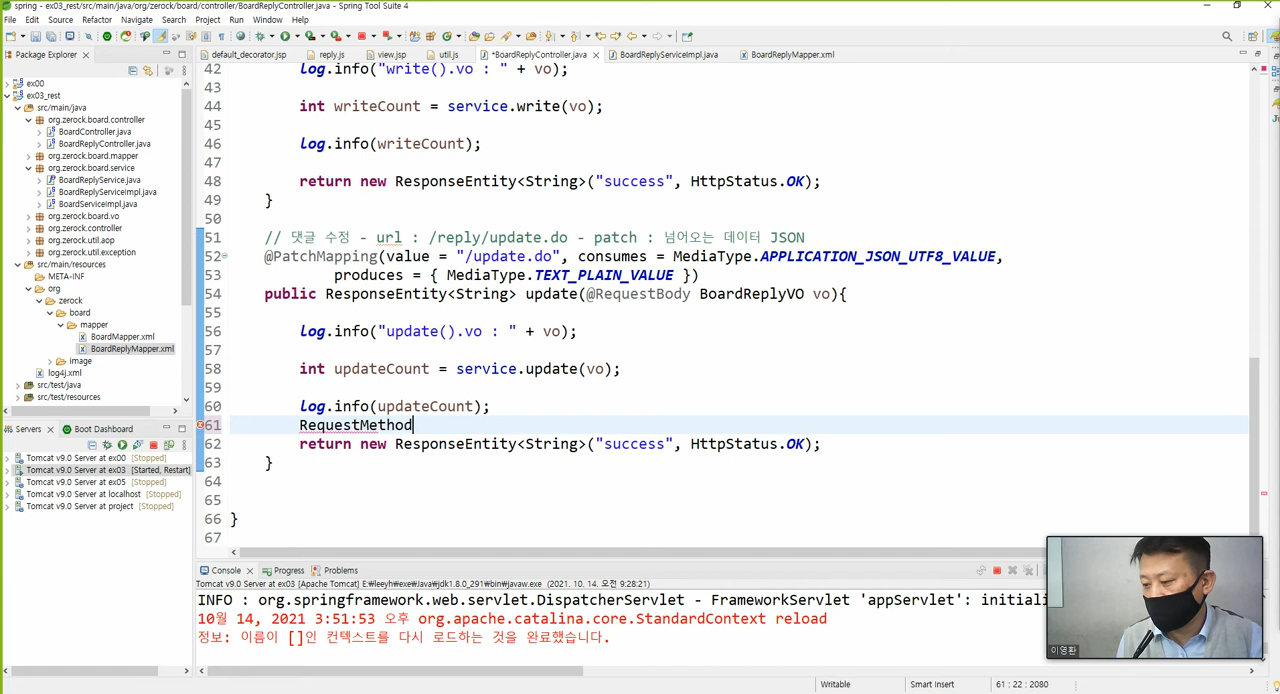 spring - ex03_rest/src/main/java/org/zerock/board/controller/BoardReplyController.java - Spring Tool Suite 4
File Edit Source Refactor Navigate Search Project Run Window Help
Package Explorer
default_decorator.jsp reply.js view.jsp util.js *BoardReplyController.java BoardReplyServiceImpl.java BoardReplyMapper.xml
ex00
ex03_rest
src/main/java
org.zerock.board.controller
BoardController.java
BoardReplyController.java
org.zerock.board.mapper
org.zerock.board.service
BoardReplyService.java
BoardReplyServiceImpl.java
BoardServiceImpl.java
org.zerock.board.vo
org.zerock.controller
org.zerock.util.aop
org.zerock.util.exception
src/main/resources
META-INF
org
zerock
board
mapper
BoardMapper.xml
BoardReplyMapper.xml
image
log4j.xml
src/test/java
src/test/resources
Servers Boot Dashboard
Tomcat v9.0 Server at ex00 [Stopped]
Tomcat v9.0 Server at ex03 [Started, Restart]
Tomcat v9.0 Server at ex05 [Stopped]
Tomcat v9.0 Server at localhost [Stopped]
Tomcat v9.0 Server at project [Stopped]
42 log.info("write().vo : " + vo);
43
44 int writeCount = service.write(vo);
45
46 log.info(writeCount);
47
48 return new ResponseEntity<String>("success", HttpStatus.OK);
49 }
50
51 // 댓글 수정 - url : /reply/update.do - patch : 넘어오는 데이터 JSON
52 @PatchMapping(value = "/update.do", consumes = MediaType.APPLICATION_JSON_UTF8_VALUE,
53 produces = { MediaType.TEXT_PLAIN_VALUE })
54 public ResponseEntity<String> update(@RequestBody BoardReplyVO vo){
55
56 log.info("update().vo : " + vo);
57
58 int updateCount = service.update(vo);
59
60 log.info(updateCount);
61 RequestMethod
62 return new ResponseEntity<String>("success", HttpStatus.OK);
63 }
64
65
66 }
67
Console Progress Problems
Tomcat v9.0 Server at ex03 [Apache Tomcat] E:\leeyh\exe\Java\jdk1.8.0_291\bin\javaw.exe (2021. 10. 14. 오전 9:28:21)
INFO : org.springframework.web.servlet.DispatcherServlet - FrameworkServlet 'appServlet': initiali
10월 14, 2021 3:51:53 오후 org.apache.catalina.core.StandardContext reload
정보: 이름이 []인 컨텍스트를 다시 로드하는 것을 완료했습니다.
이영환
Writable Smart Insert 61 : 22 : 2080